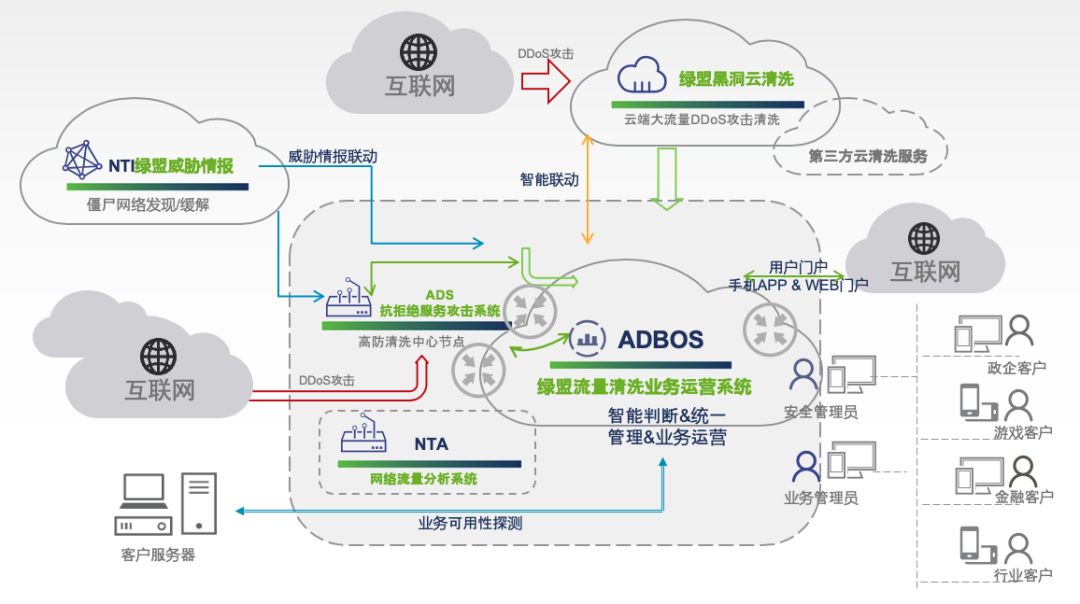 互联网
DDoS攻击
绿盟黑洞云清洗
云端大流量DDoS攻击清洗
第三方云清洗服务
NTI绿盟威胁情报
僵尸网络发现/缓解
威胁情报联动
智能联动
互联网
用户门户
手机APP & WEB门户
ADS
抗拒绝服务攻击系统
高防清洗中心节点
ADBOS
绿盟流量清洗业务运营系统
智能判断&统一
管理&业务运营
互联网
DDoS攻击
NTA
网络流量分析系统
业务可用性探测
客户服务器
安全管理员
业务管理员
政企客户
游戏客户
金融客户
行业客户